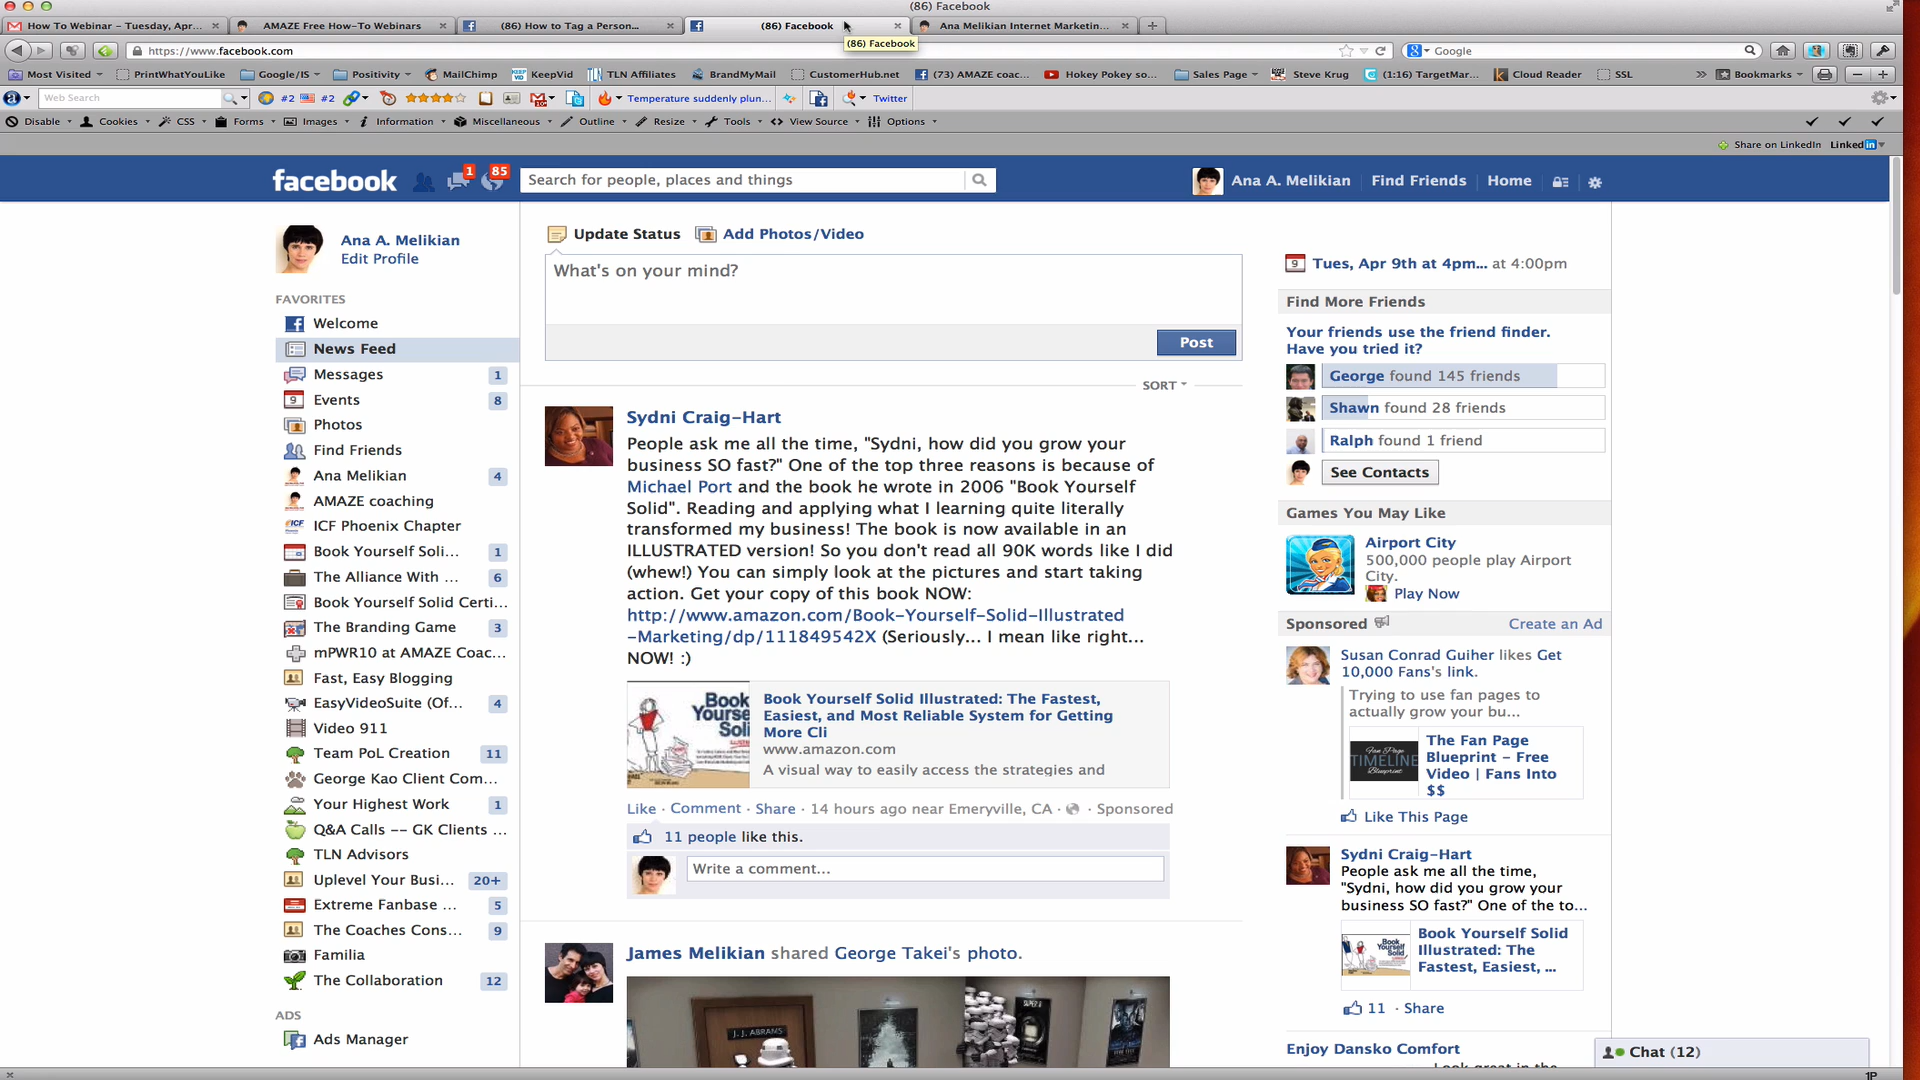 (86) Facebook
How To Webinar – Tuesday, Apr...
AMAZE Free How-To Webinars
(86) How to Tag a Person...
(86) Facebook
Ana Melikian Internet Marketin...
https://www.facebook.com
(86) Facebook
Google
Most Visited
PrintWhatYouLike
Google/IS
Positivity
MailChimp
KeepVid
TLN Affiliates
BrandMyMail
CustomerHub.net
(73) AMAZE coac...
Hokey Pokey so...
Sales Page
Steve Krug
(1:16) TargetMar...
Cloud Reader
SSL
Bookmarks
Web Search
#2
#2
Temperature suddenly plun...
Twitter
Disable
Cookies
CSS
Forms
Images
Information
Miscellaneous
Outline
Resize
Tools
View Source
Options
Share on LinkedIn
Linked in
facebook
1
85
Search for people, places and things
Ana A. Melikian
Find Friends
Home
Ana A. Melikian
Edit Profile
FAVORITES
Welcome
News Feed
Messages 1
Events 8
Photos
Find Friends
Ana Melikian 4
AMAZE coaching
ICF Phoenix Chapter
Book Yourself Soli... 1
The Alliance With ... 6
Book Yourself Solid Certi...
The Branding Game 3
mPWR10 at AMAZE Coac...
Fast, Easy Blogging
EasyVideoSuite (Of... 4
Video 911
Team PoL Creation 11
George Kao Client Com...
Your Highest Work 1
Q&A Calls -- GK Clients ...
TLN Advisors
Uplevel Your Busi... 20+
Extreme Fanbase ... 5
The Coaches Cons... 9
Familia
The Collaboration 12
ADS
Ads Manager
Update Status
Add Photos/Video
What's on your mind?
Post
SORT
Sydni Craig-Hart
People ask me all the time, "Sydni, how did you grow your
business SO fast?" One of the top three reasons is because of
Michael Port and the book he wrote in 2006 "Book Yourself
Solid". Reading and applying what I learning quite literally
transformed my business! The book is now available in an
ILLUSTRATED version! So you don't read all 90K words like I did
(whew!) You can simply look at the pictures and start taking
action. Get your copy of this book NOW:
http://www.amazon.com/Book-Yourself-Solid-Illustrated
-Marketing/dp/111849542X (Seriously... I mean like right...
NOW! :)
Book
Yourse
Soli
Book Yourself Solid Illustrated: The Fastest,
Easiest, and Most Reliable System for Getting
More Cli
www.amazon.com
A visual way to easily access the strategies and
Like · Comment · Share · 14 hours ago near Emeryville, CA · Sponsored
11 people like this.
Write a comment...
James Melikian shared George Takei's photo.
J.J. ABRAMS
Tues, Apr 9th at 4pm... at 4:00pm
Find More Friends
Your friends use the friend finder.
Have you tried it?
George found 145 friends
Shawn found 28 friends
Ralph found 1 friend
See Contacts
Games You May Like
Airport City
500,000 people play Airport
City.
Play Now
Sponsored
Create an Ad
Susan Conrad Guiher likes Get
10,000 Fans's link.
Trying to use fan pages to
actually grow your bu...
Fan Page
TIMELINE
Blueprint
The Fan Page
Blueprint – Free
Video | Fans Into
$$
Like This Page
Sydni Craig-Hart
People ask me all the time,
"Sydni, how did you grow your
business SO fast?" One of the to...
Book Yourself Solid
Illustrated: The
Fastest, Easiest, ...
11 · Share
Enjoy Dansko Comfort
Look great in the
Chat (12)
1P